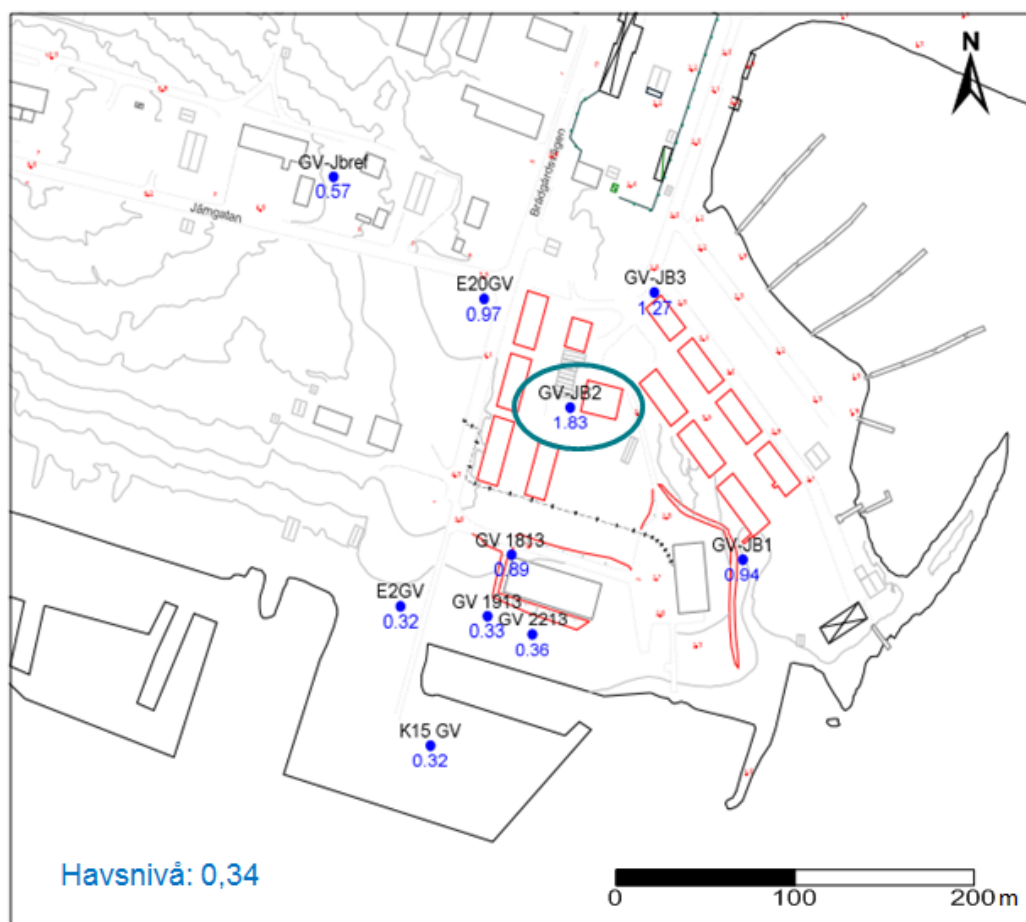 N
GV-Jbref
0.57
Brädgårdsvägen
Järngatan
E20GV
0.97
GV-JB3
1.27
GV-JB2
1.83
GV 1813
0.89
GV-JB1
0.94
E2GV
0.32
GV 1913
0.33
GV 2213
0.36
K15 GV
0.32
Havsnivå: 0,34
0
100
200 m